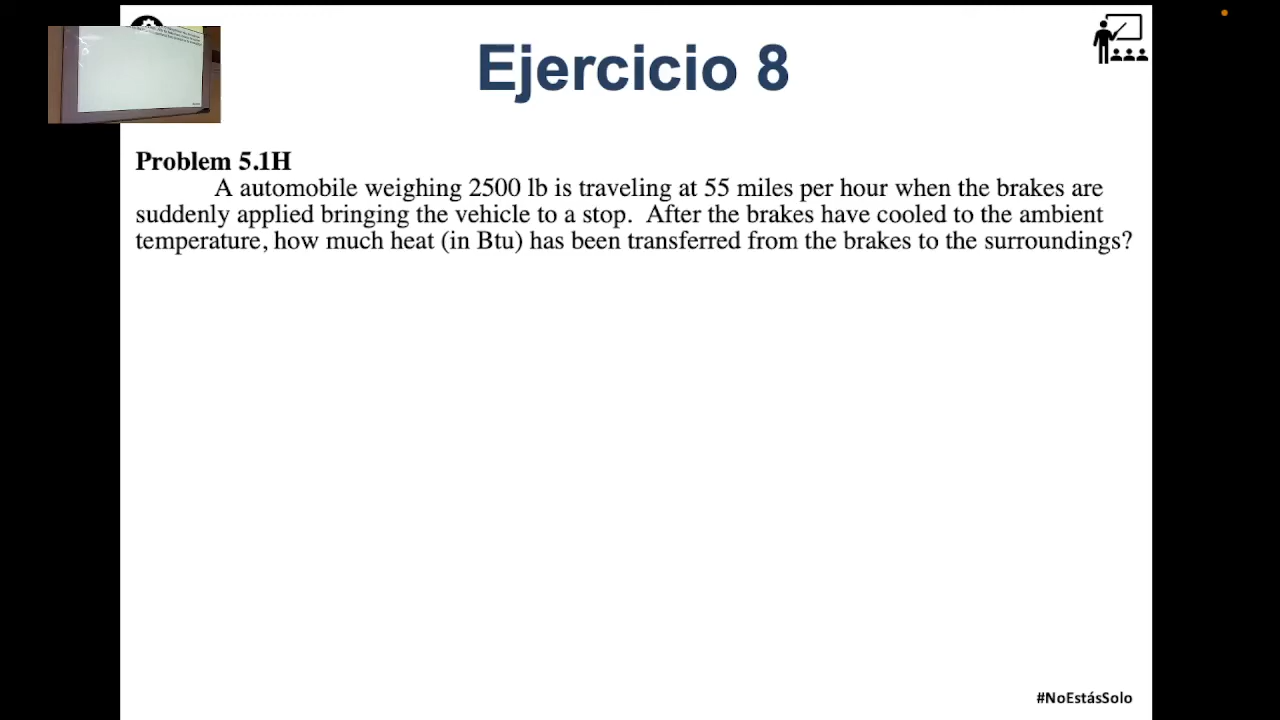 Ejercicio 8
Problem 5.1H
A automobile weighing 2500 lb is traveling at 55 miles per hour when the brakes are
suddenly applied bringing the vehicle to a stop. After the brakes have cooled to the ambient
temperature, how much heat (in Btu) has been transferred from the brakes to the surroundings?
#NoEstásSolo